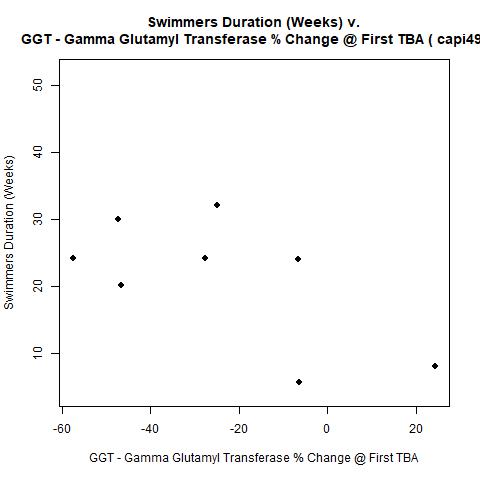 Swimmers Duration (Weeks) v.
GGT - Gamma Glutamyl Transferase % Change @ First TBA ( capi49
Swimmers Duration (Weeks)
50
40
30
20
10
-60 -40 -20 0 20
GGT - Gamma Glutamyl Transferase % Change @ First TBA